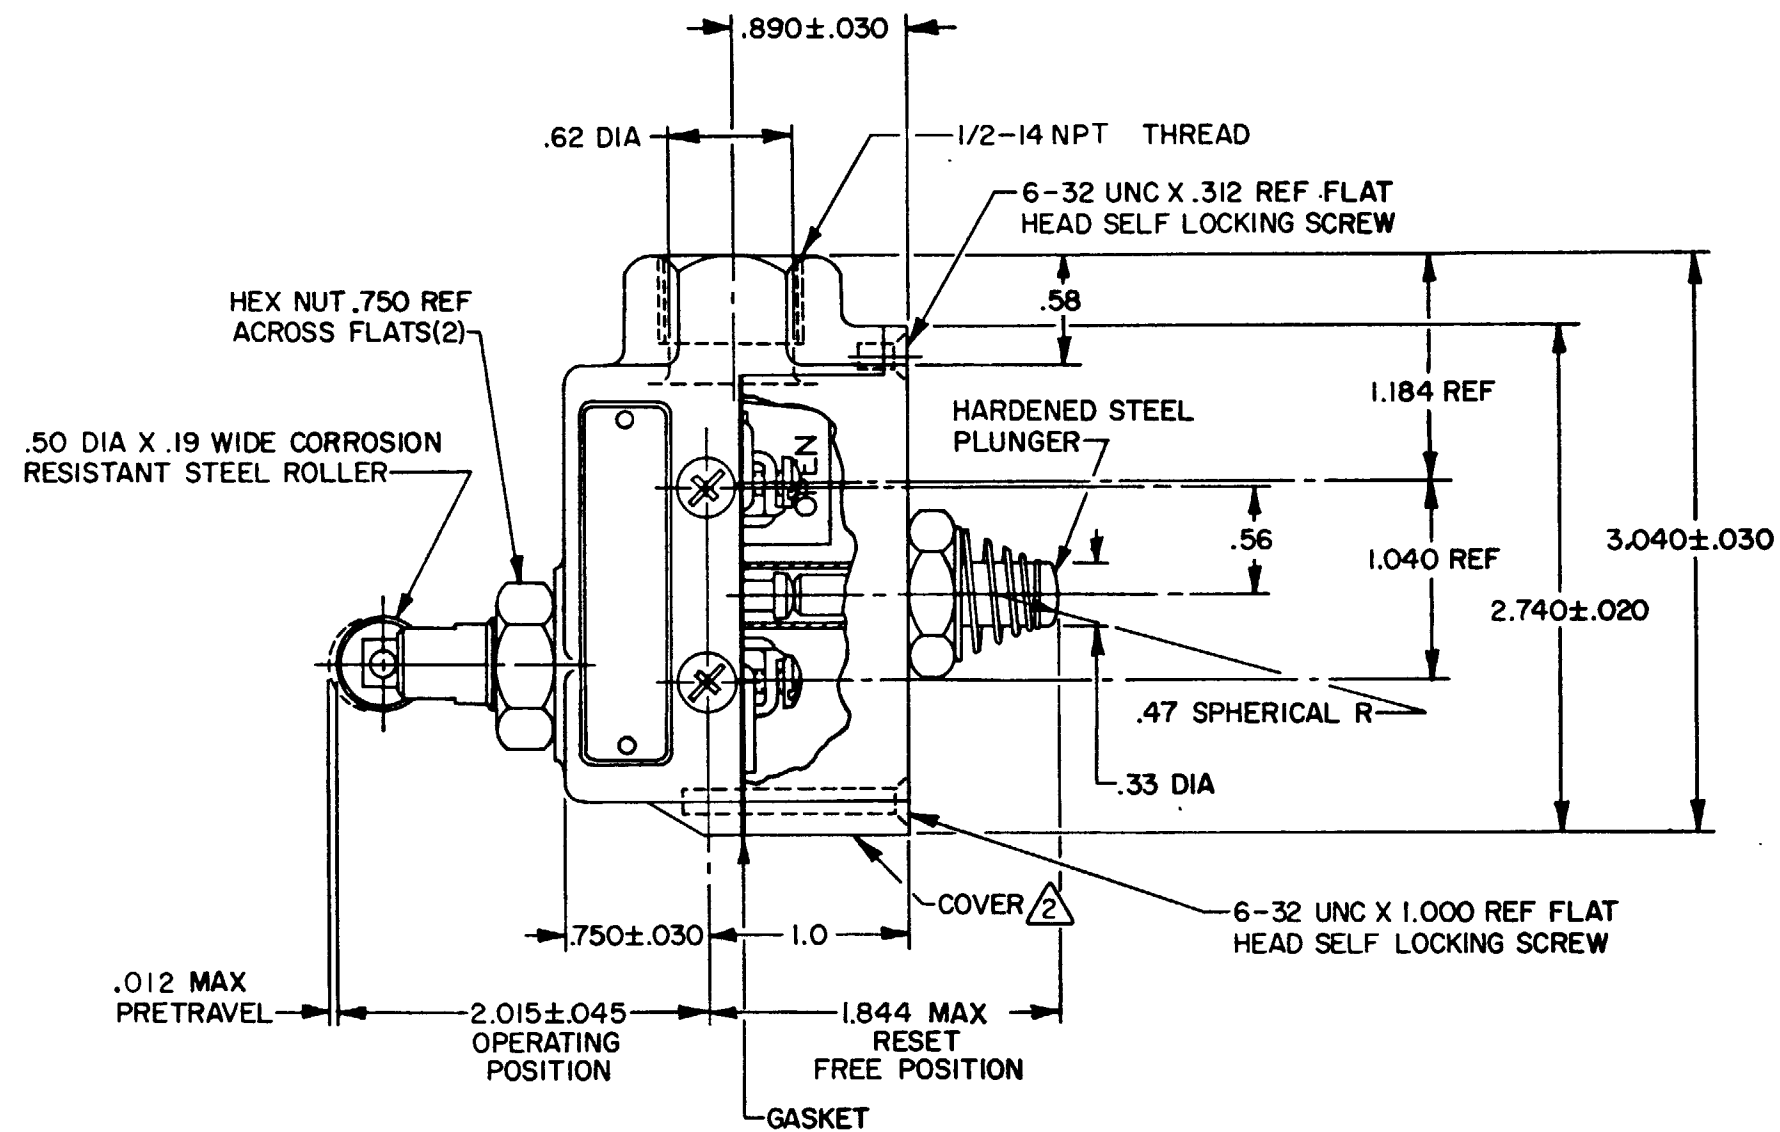 .890±.030
.62 DIA
1/2-14 NPT THREAD
6-32 UNC X .312 REF FLAT
HEAD SELF LOCKING SCREW
HEX NUT .750 REF
ACROSS FLATS(2)
.58
1.184 REF
HARDENED STEEL
PLUNGER
.50 DIA X .19 WIDE CORROSION
RESISTANT STEEL ROLLER
OPEN
.56
1.040 REF
3.040±.030
2.740±.020
.47 SPHERICAL R
.33 DIA
COVER 2
6-32 UNC X 1.000 REF FLAT
HEAD SELF LOCKING SCREW
.750±.030
1.0
.012 MAX
PRETRAVEL
2.015±.045
OPERATING
POSITION
1.844 MAX
RESET
FREE POSITION
GASKET